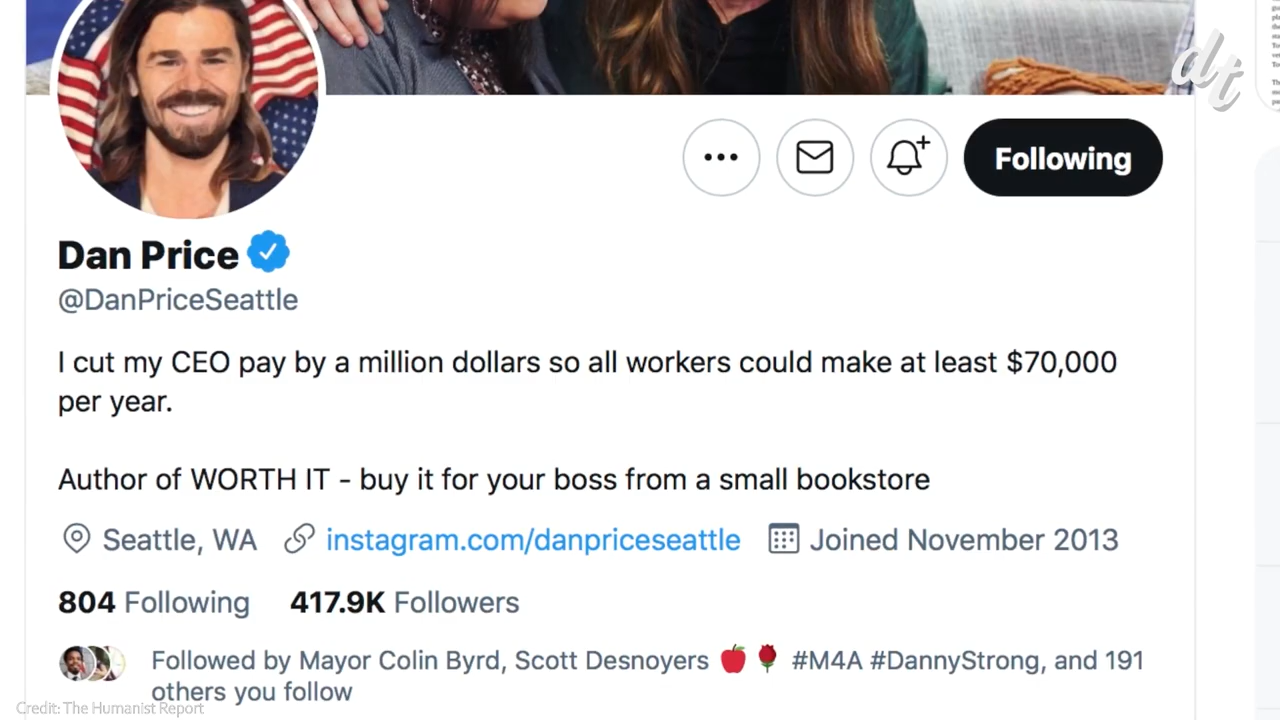 dt
Following
Dan Price
@DanPriceSeattle
I cut my CEO pay by a million dollars so all workers could make at least $70,000
per year.
Author of WORTH IT - buy it for your boss from a small bookstore
Seattle, WA instagram.com/danpriceseattle Joined November 2013
804 Following 417.9K Followers
Followed by Mayor Colin Byrd, Scott Desnoyers 🍎🌹 #M4A #DannyStrong, and 191
others you follow
Credit: The Humanist Report